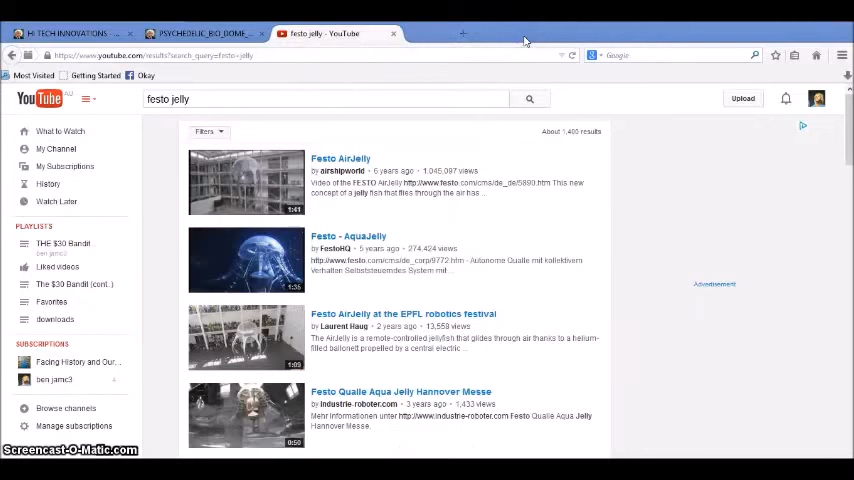 HI TECH INNOVATIONS - ...
PSYCHEDELIC_BIO_DOME_...
festo jelly - YouTube
https://www.youtube.com/results?search_query=festo+jelly
Google
Most Visited
Getting Started
Okay
YouTube AU
festo jelly
Upload
What to Watch
My Channel
My Subscriptions
History
Watch Later
PLAYLISTS
THE $30 Bandit
ben jamc3
Liked videos
The $30 Bandit (cont.)
Favorites
downloads
SUBSCRIPTIONS
Facing History and Our...
ben jamc3 4
Browse channels
Manage subscriptions
Filters
About 1,400 results
1:41
Festo AirJelly
by airshipworld • 6 years ago • 1,045,097 views
Video of the FESTO AirJelly http://www.festo.com/cms/de_de/5890.htm This new
concept of a jelly fish that flies through the air has ...
1:35
Festo - AquaJelly
by FestoHQ • 5 years ago • 274,424 views
http://www.festo.com/cms/de_corp/9772.htm - Autonome Qualle mit kollektivem
Verhalten Selbststeuerndes System mit ...
1:09
Festo AirJelly at the EPFL robotics festival
by Laurent Haug • 2 years ago • 13,558 views
The AirJelly is a remote-controlled jellyfish that glides through air thanks to a helium-
filled ballonett propelled by a central electric ...
0:50
Festo Qualle Aqua Jelly Hannover Messe
by industrie-roboter.com • 3 years ago • 1,433 views
Mehr Informationen unter http://www.industrie-roboter.com Festo Qualle Aqua Jelly
Hannover Messe.
Advertisement
Screencast-O-Matic.com